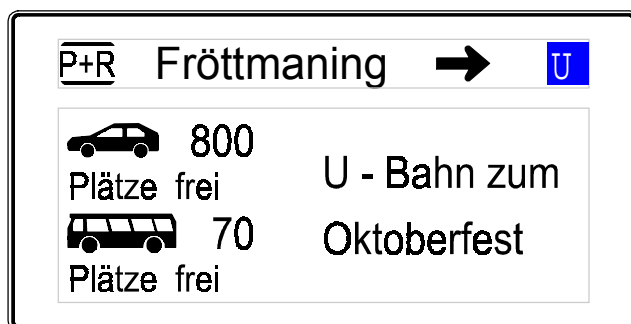 P+R Fröttmaning U
800
Plätze frei
70
Plätze frei
U - Bahn zum
Oktoberfest